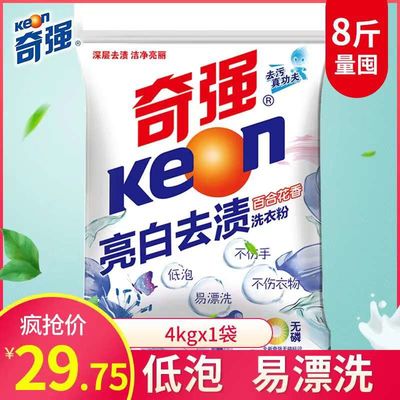 Keon
奇强®
8斤
量囤
深层去渍 洁净亮丽
去污
真功夫
奇强®
Keon
百合花香
亮白去渍
洗衣粉
不伤手
低泡
不伤衣物
易漂洗
4kgx1袋
无磷
疯抢价
¥29.75
低泡 易漂洗